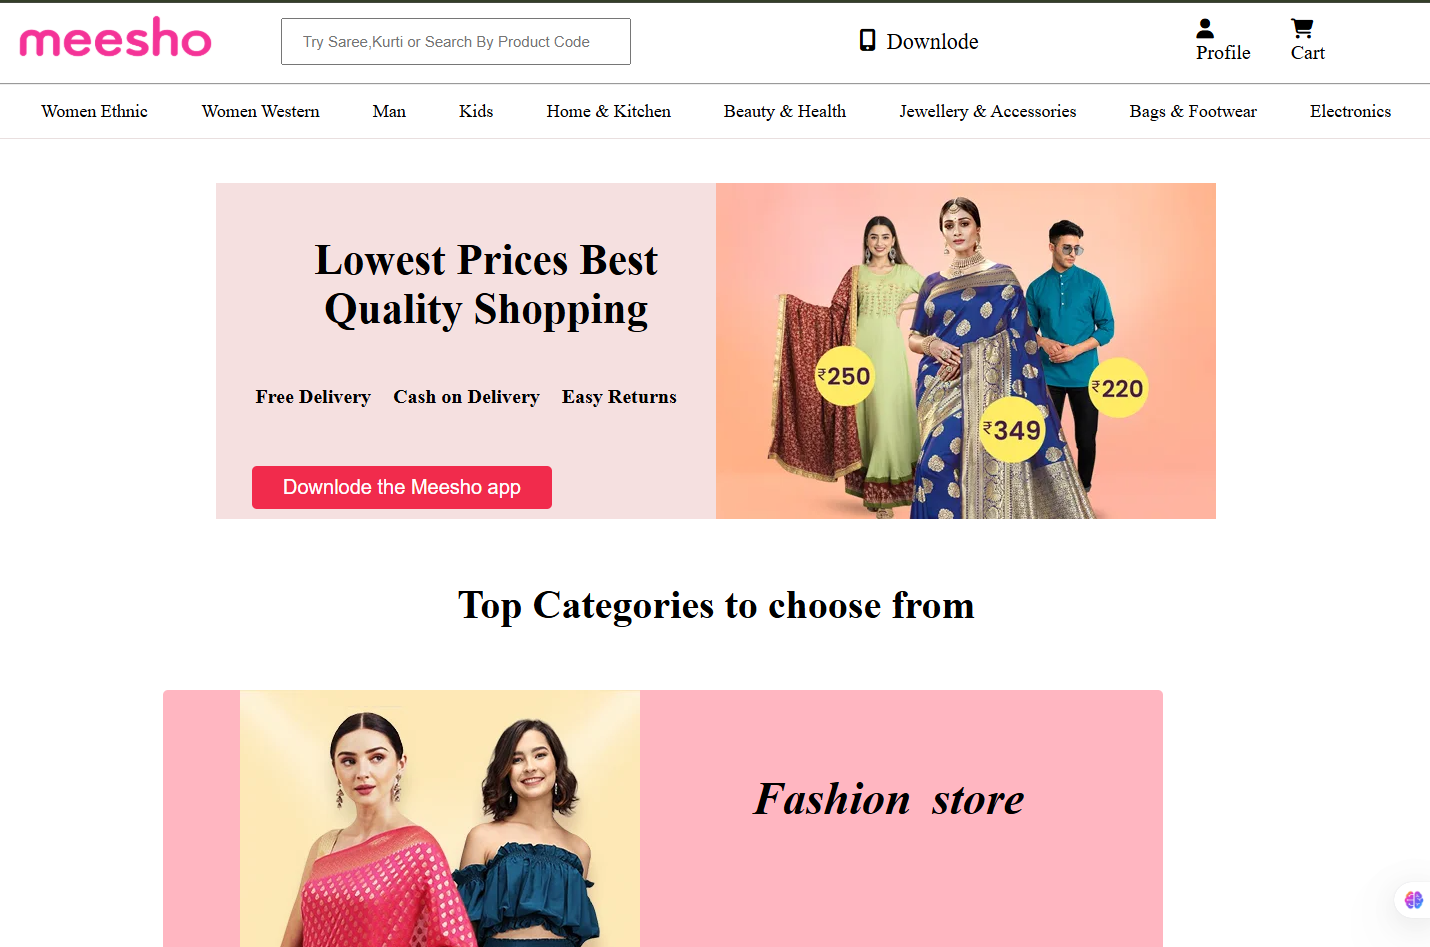 meesho
Try Saree,Kurti or Search By Product Code
Downlode
Profile
Cart
Women Ethnic
Women Western
Man
Kids
Home & Kitchen
Beauty & Health
Jewellery & Accessories
Bags & Footwear
Electronics
Lowest Prices Best
Quality Shopping
Free Delivery
Cash on Delivery
Easy Returns
Downlode the Meesho app
₹250
₹349
₹220
Top Categories to choose from
Fashion store